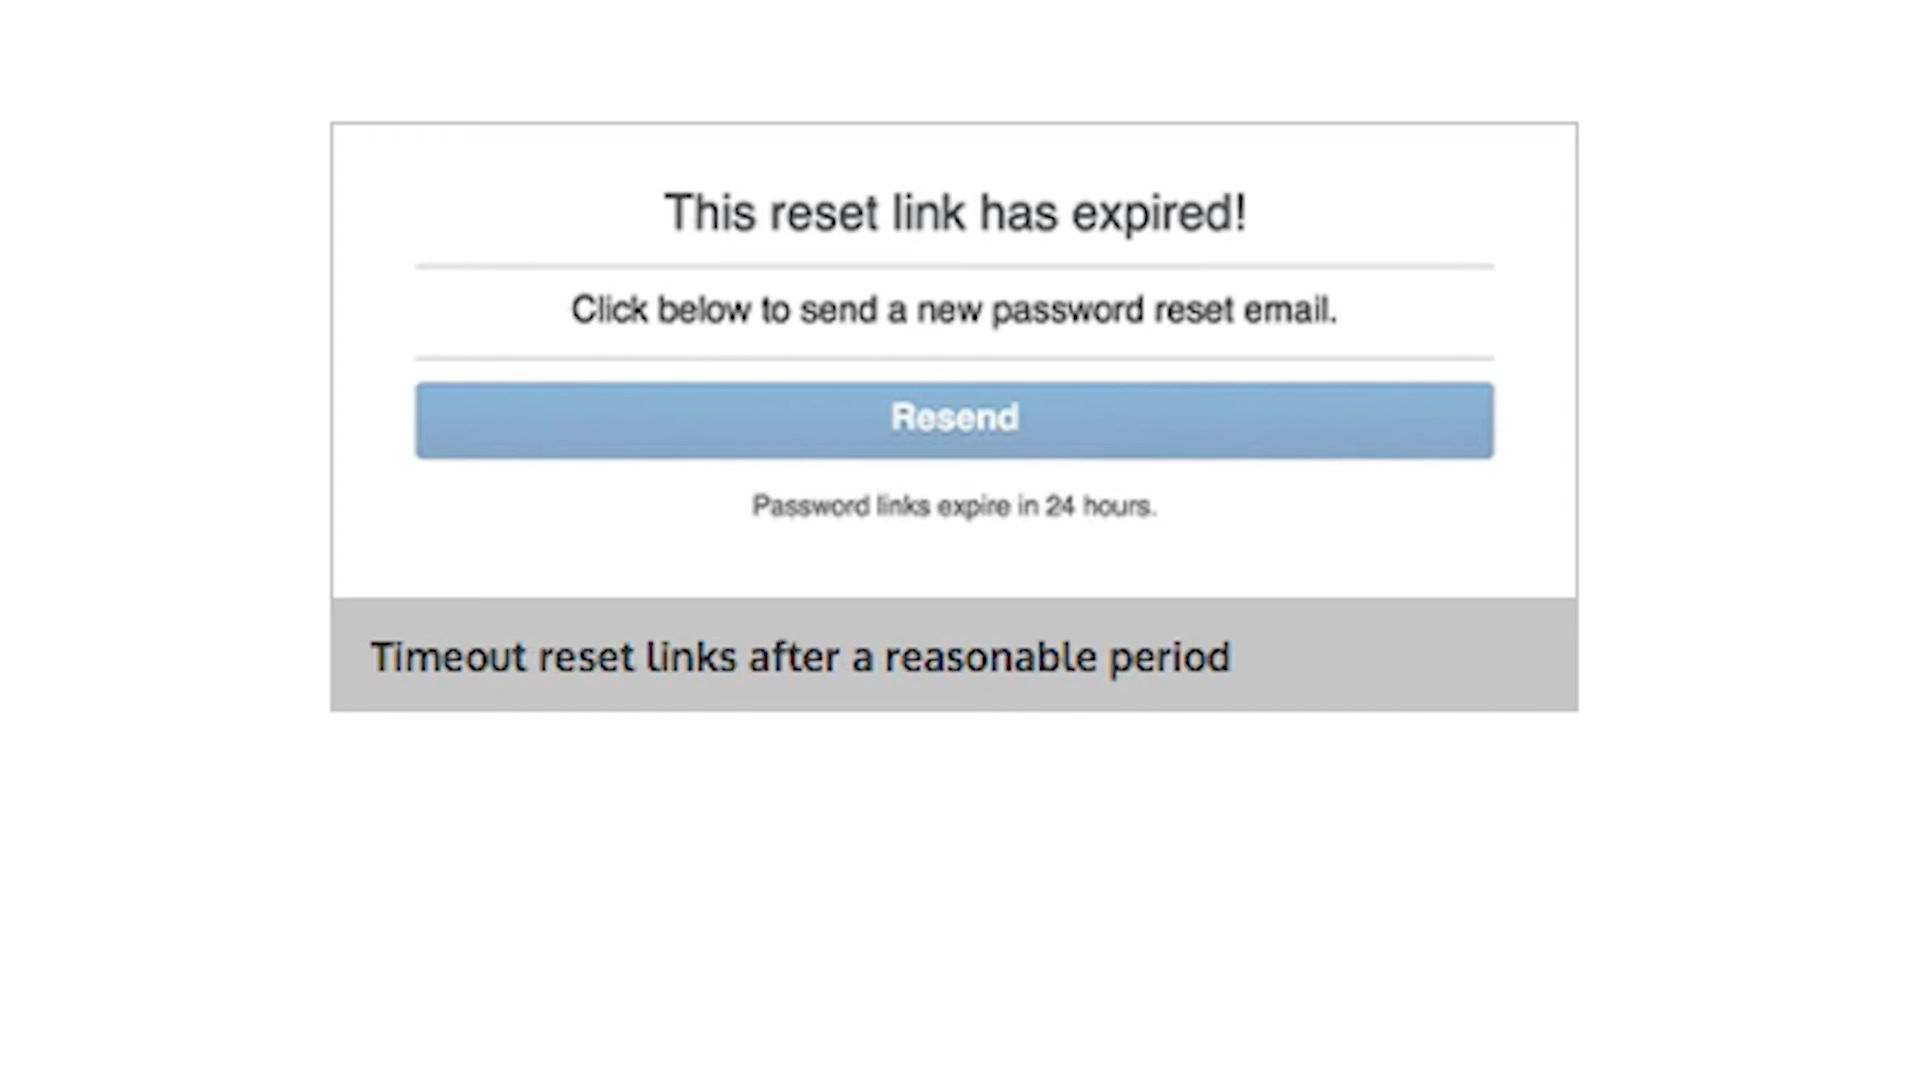 This reset link has expired!
Click below to send a new password reset email.
Resend
Password links expire in 24 hours.
Timeout reset links after a reasonable period